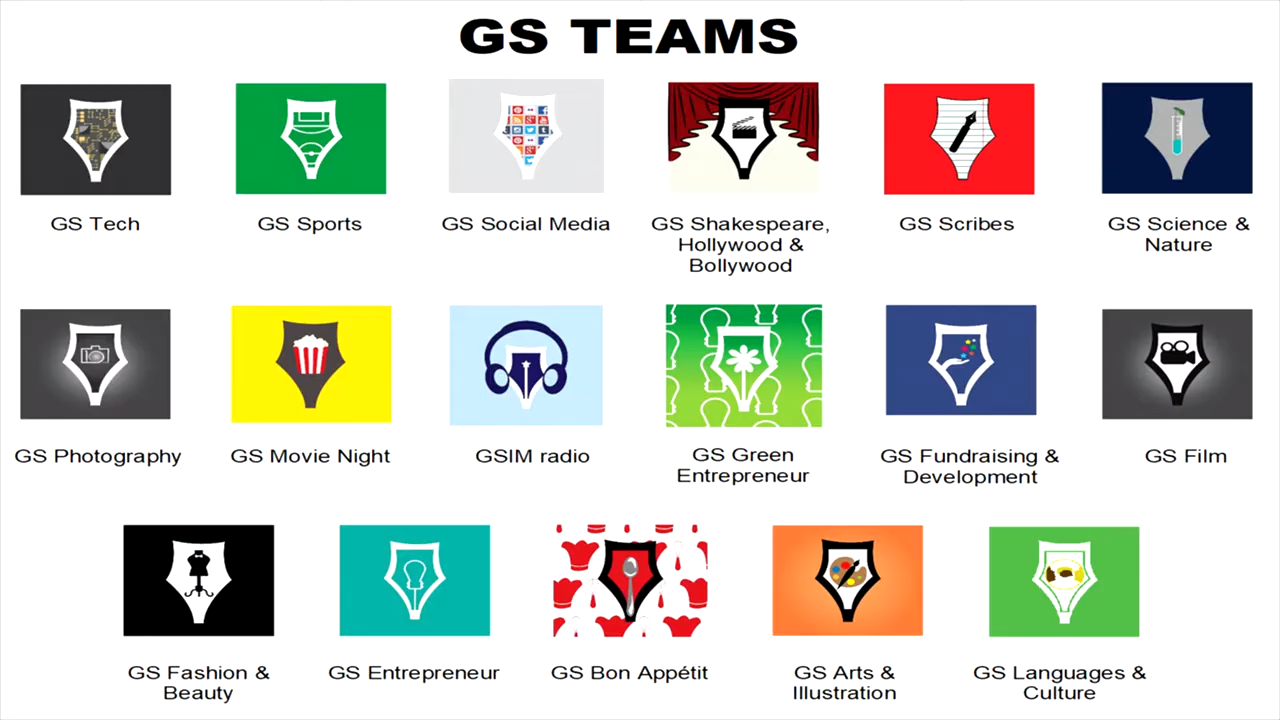 GS TEAMS
GS Tech
GS Sports
GS Social Media
GS Shakespeare,
Hollywood &
Bollywood
GS Scribes
GS Science &
Nature
GS Photography
GS Movie Night
GSIM radio
GS Green
Entrepreneur
GS Fundraising &
Development
GS Film
GS Fashion &
Beauty
GS Entrepreneur
GS Bon Appétit
GS Arts &
Illustration
GS Languages &
Culture